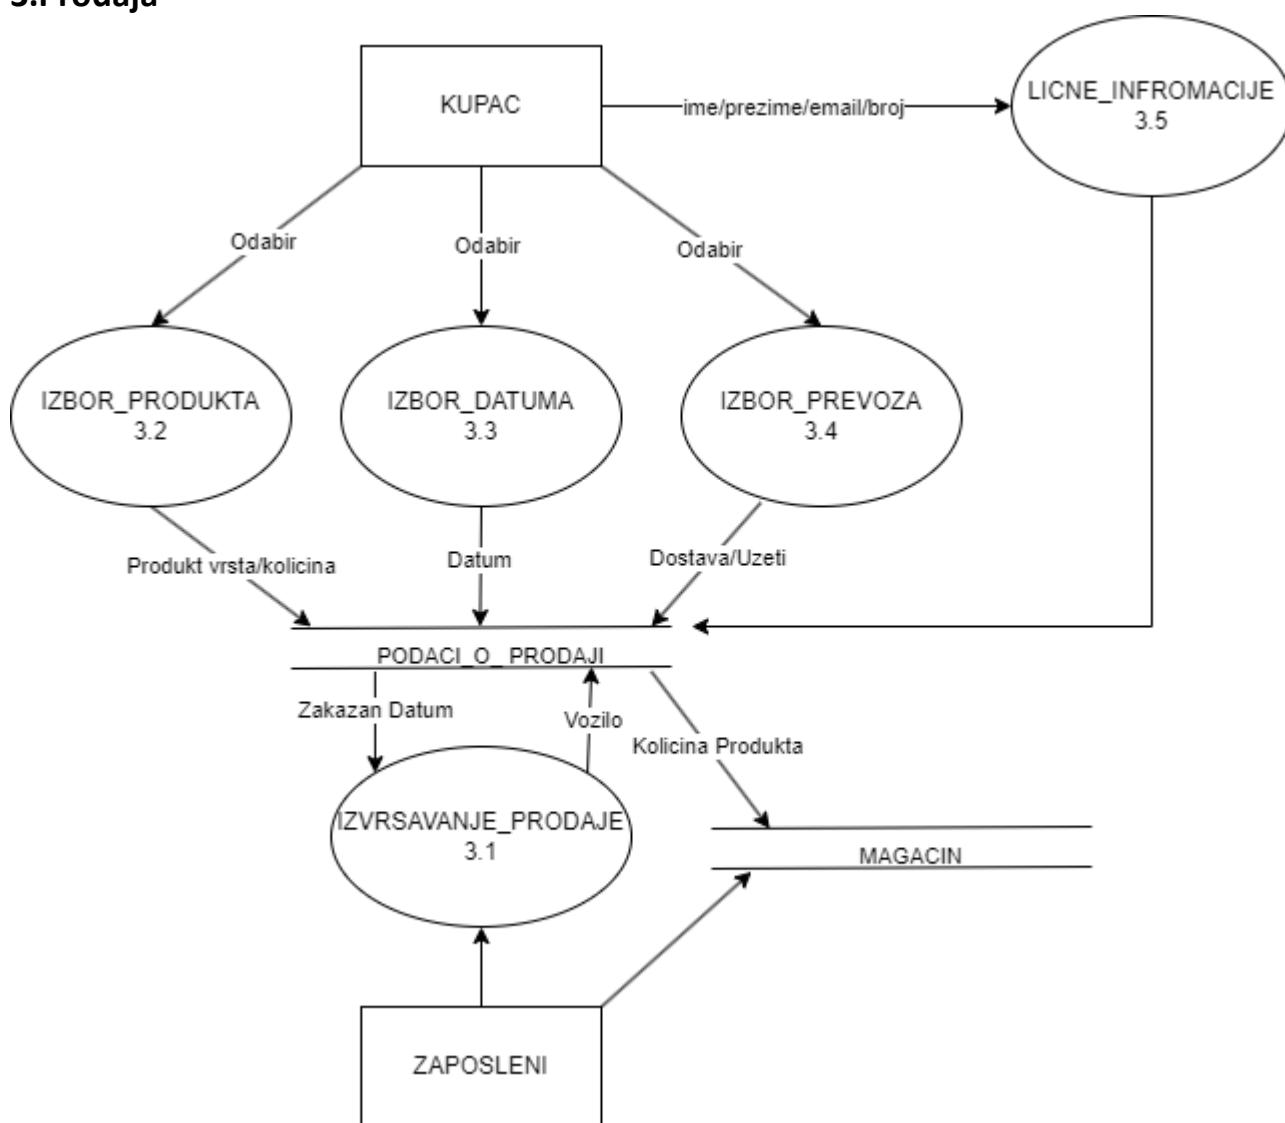 3.Prodaja
KUPAC
ime/prezime/email/broj
LICNE_INFROMACIJE
3.5
Odabir
Odabir
Odabir
IZBOR_PRODUKTA
3.2
IZBOR_DATUMA
3.3
IZBOR_PREVOZA
3.4
Produkt vrsta/kolicina
Datum
Dostava/Uzeti
PODACI_O_ PRODAJI
Zakazan Datum
Vozilo
Kolicina Produkta
IZVRSAVANJE_PRODAJE
3.1
MAGACIN
ZAPOSLENI